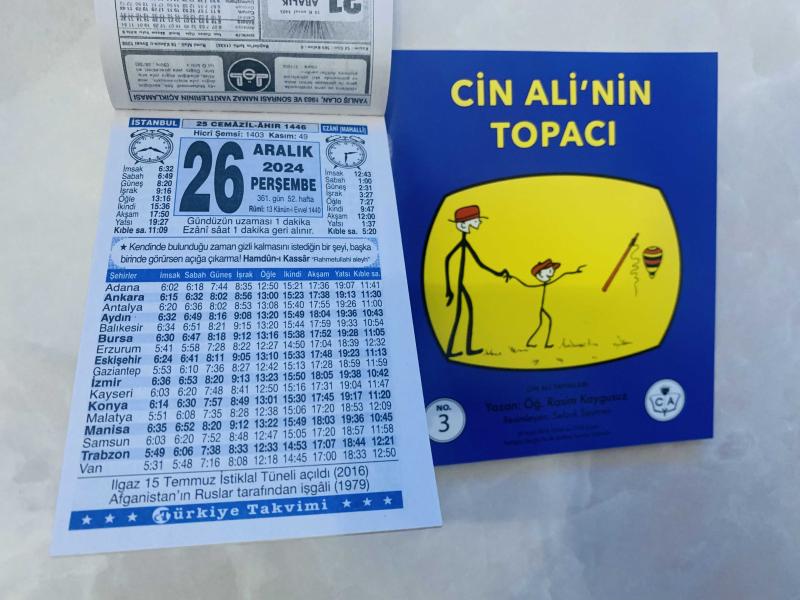 31
ARALIK
YANLIŞ İLAN, 1983 VE SONRASI NAMAZ VAKİTLERİNİN AÇIKLAMASI
İSTANBUL
25 CEMÂZİL-ÂHIR 1446
EZÂNÎ (MAHALLİ)
Hicrî Şemsî: 1403 Kasım: 49
26
ARALIK
2024
PERŞEMBE
361. gün 52. hafta
Rûmî: 13 Kânûn-i Evvel 1440
İmsak 6:32
Sabah 6:49
Güneş 8:20
İşrak 9:16
Öğle 13:16
İkindi 15:36
Akşam 17:50
Yatsı 19:27
Kıble sa. 11:09
İmsak 12:43
Sabah 1:00
Güneş 2:31
İşrak 3:27
Öğle 7:27
İkindi 9:47
Akşam 12:00
Yatsı 1:37
Kıble sa. 5:20
Gündüzün uzaması 1 dakika
Ezânî sâat 1 dakika geri alınır.
★ Kendinde bulunduğu zaman gizli kalmasını istediğin bir şeyi, başka
birinde görürsen açığa çıkarma! Hamdûn-ı Kassâr "Rahmetullahi aleyh"
Şehirler İmsak Sabah Güneş İşrak Öğle İkindi Akşam Yatsı Kıble sa.
Adana 6:02 6:18 7:44 8:35 12:50 15:21 17:36 19:07 11:41
Ankara 6:15 6:32 8:02 8:56 13:00 15:23 17:38 19:13 11:30
Antalya 6:20 6:36 8:02 8:53 13:08 15:40 17:55 19:26 11:00
Aydın 6:32 6:49 8:16 9:08 13:20 15:49 18:04 19:36 10:43
Balıkesir 6:34 6:51 8:21 9:15 13:20 15:44 17:59 19:33 10:54
Bursa 6:30 6:47 8:18 9:12 13:16 15:38 17:52 19:28 11:05
Erzurum 5:41 5:58 7:28 8:22 12:27 14:50 17:04 18:39 12:32
Eskişehir 6:24 6:41 8:11 9:05 13:10 15:33 17:48 19:23 11:13
Gaziantep 5:53 6:10 7:36 8:27 12:42 15:13 17:28 18:59 11:59
İzmir 6:36 6:53 8:20 9:13 13:23 15:50 18:05 19:38 10:42
Kayseri 6:03 6:20 7:48 8:41 12:50 15:16 17:31 19:04 11:47
Konya 6:14 6:30 7:57 8:49 13:01 15:30 17:45 19:17 11:20
Malatya 5:51 6:08 7:35 8:28 12:38 15:06 17:20 18:53 12:09
Manisa 6:35 6:52 8:20 9:12 13:22 15:49 18:03 19:36 10:45
Samsun 6:03 6:20 7:52 8:48 12:47 15:05 17:20 18:57 11:58
Trabzon 5:49 6:06 7:38 8:33 12:33 14:53 17:07 18:44 12:21
Van 5:31 5:48 7:16 8:08 12:18 14:45 17:00 18:33 12:50
Ilgaz 15 Temmuz İstiklal Tüneli açıldı (2016)
Afganistan'ın Ruslar tarafından işgâli (1979)
Türkiye Takvimi
CİN ALİ'NİN
TOPACI
CİN ALİ YAYINLARI
Yazan: Öğ. Rasim Kaygusuz
Resimleyen: Selçuk Seymen
NO.
3
C A